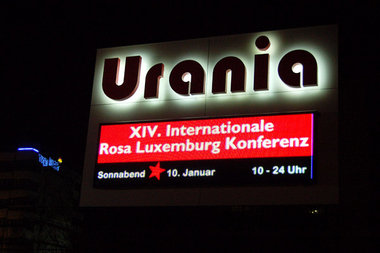 Urania
XIV. Internationale
Rosa Luxemburg Konferenz
Sonnabend 10. Januar 10 - 24 Uhr